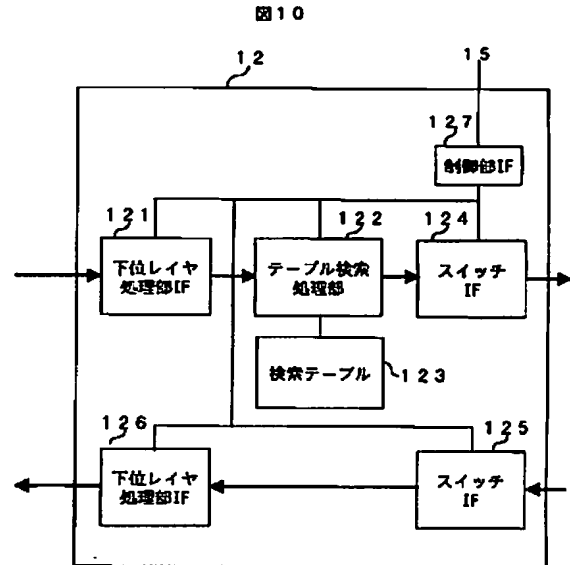 図10
12
15
127
制御部IF
121
122
124
下位レイヤ
処理部IF
テーブル検索
処理部
スイッチ
IF
検索テーブル
123
126
125
下位レイヤ
処理部IF
スイッチ
IF